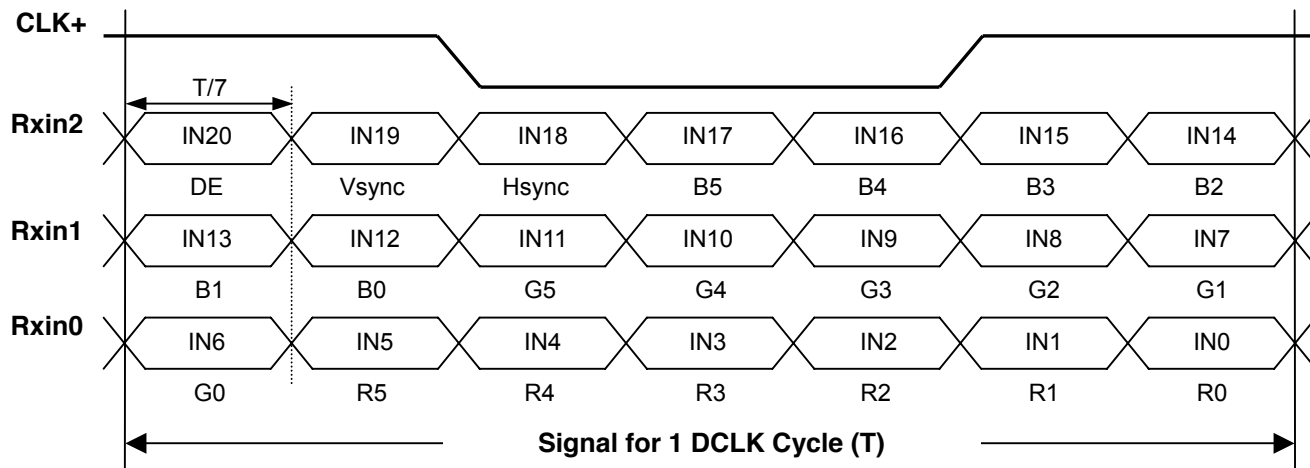 CLK+
T/7
Rxin2 IN20 IN19 IN18 IN17 IN16 IN15 IN14
DE Vsync Hsync B5 B4 B3 B2
Rxin1 IN13 IN12 IN11 IN10 IN9 IN8 IN7
B1 B0 G5 G4 G3 G2 G1
Rxin0 IN6 IN5 IN4 IN3 IN2 IN1 IN0
G0 R5 R4 R3 R2 R1 R0
Signal for 1 DCLK Cycle (T)